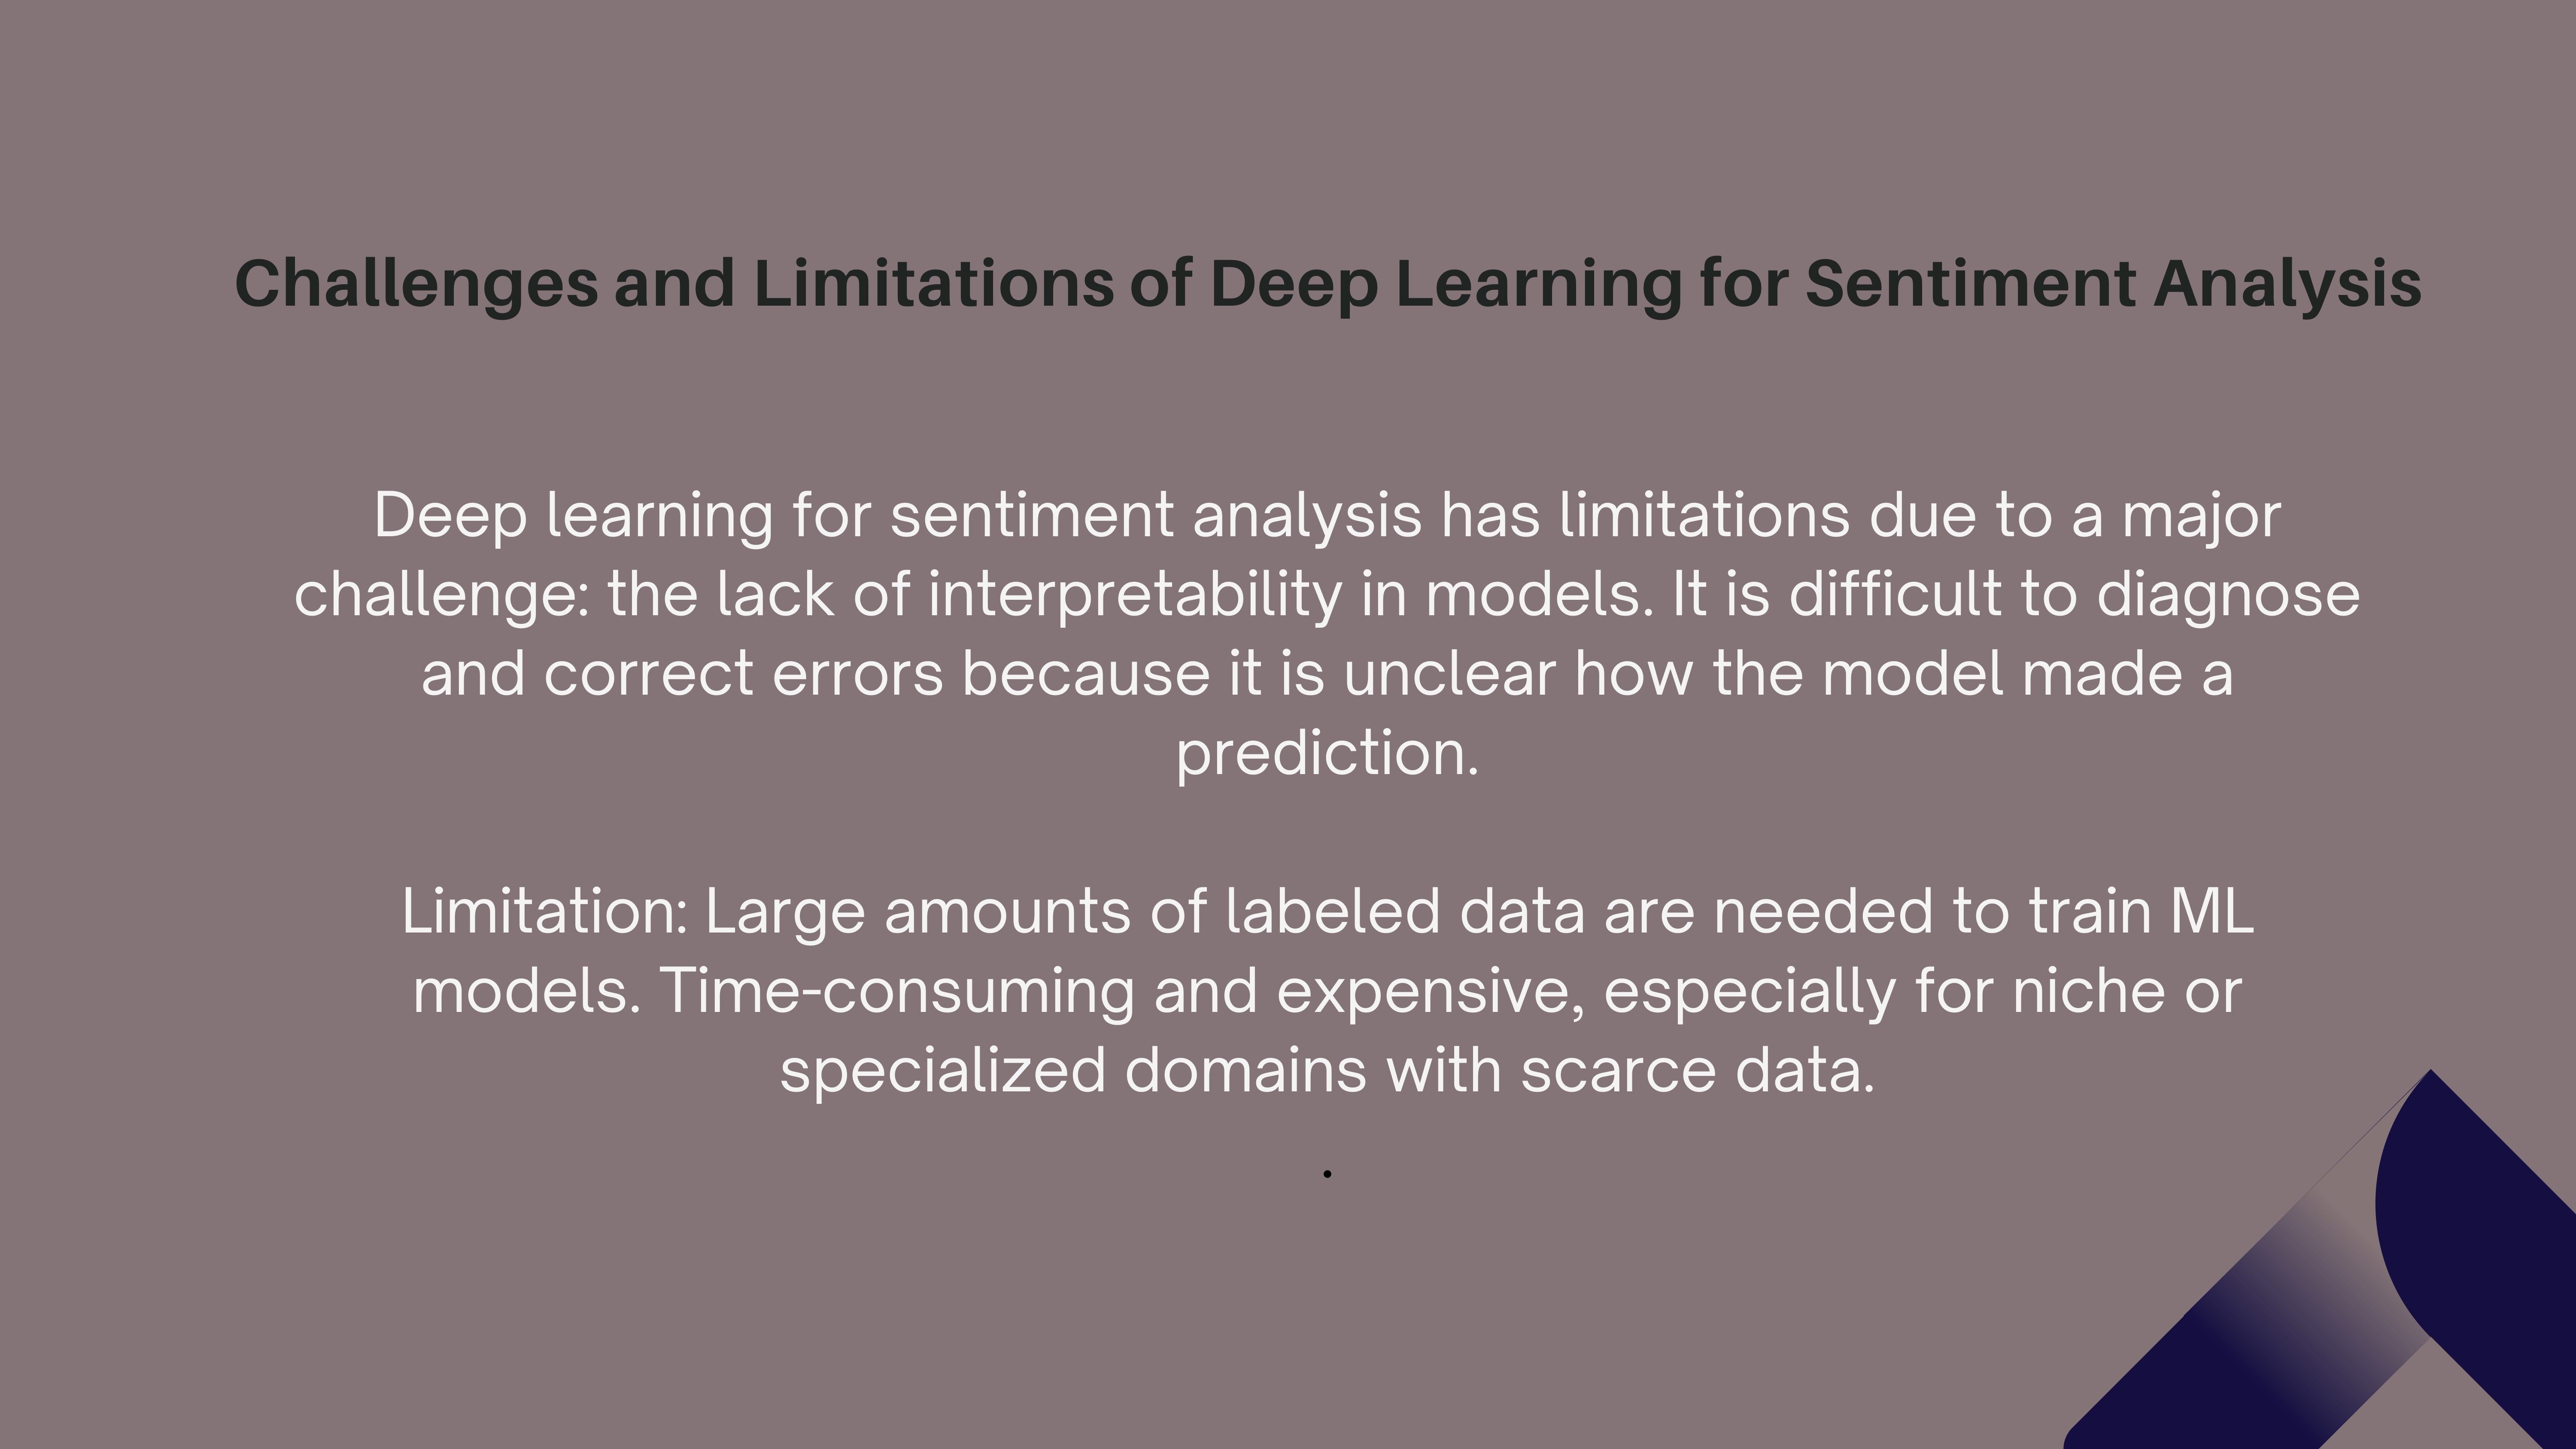 Challenges and Limitations of Deep Learning for Sentiment Analysis
Deep learning for sentiment analysis has limitations due to a major
challenge: the lack of interpretability in models. It is difficult to diagnose
and correct errors because it is unclear how the model made a
prediction.
Limitation: Large amounts of labeled data are needed to train ML
models. Time-consuming and expensive, especially for niche or
specialized domains with scarce data.
.